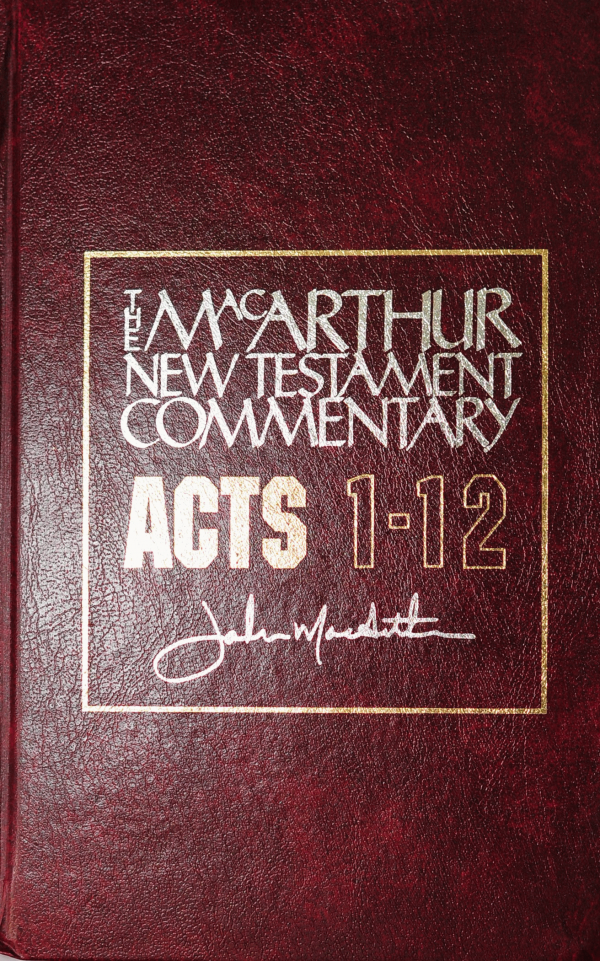 THE MACARTHUR
NEW TESTAMENT
COMMENTARY
ACTS 1-12
John MacArthur